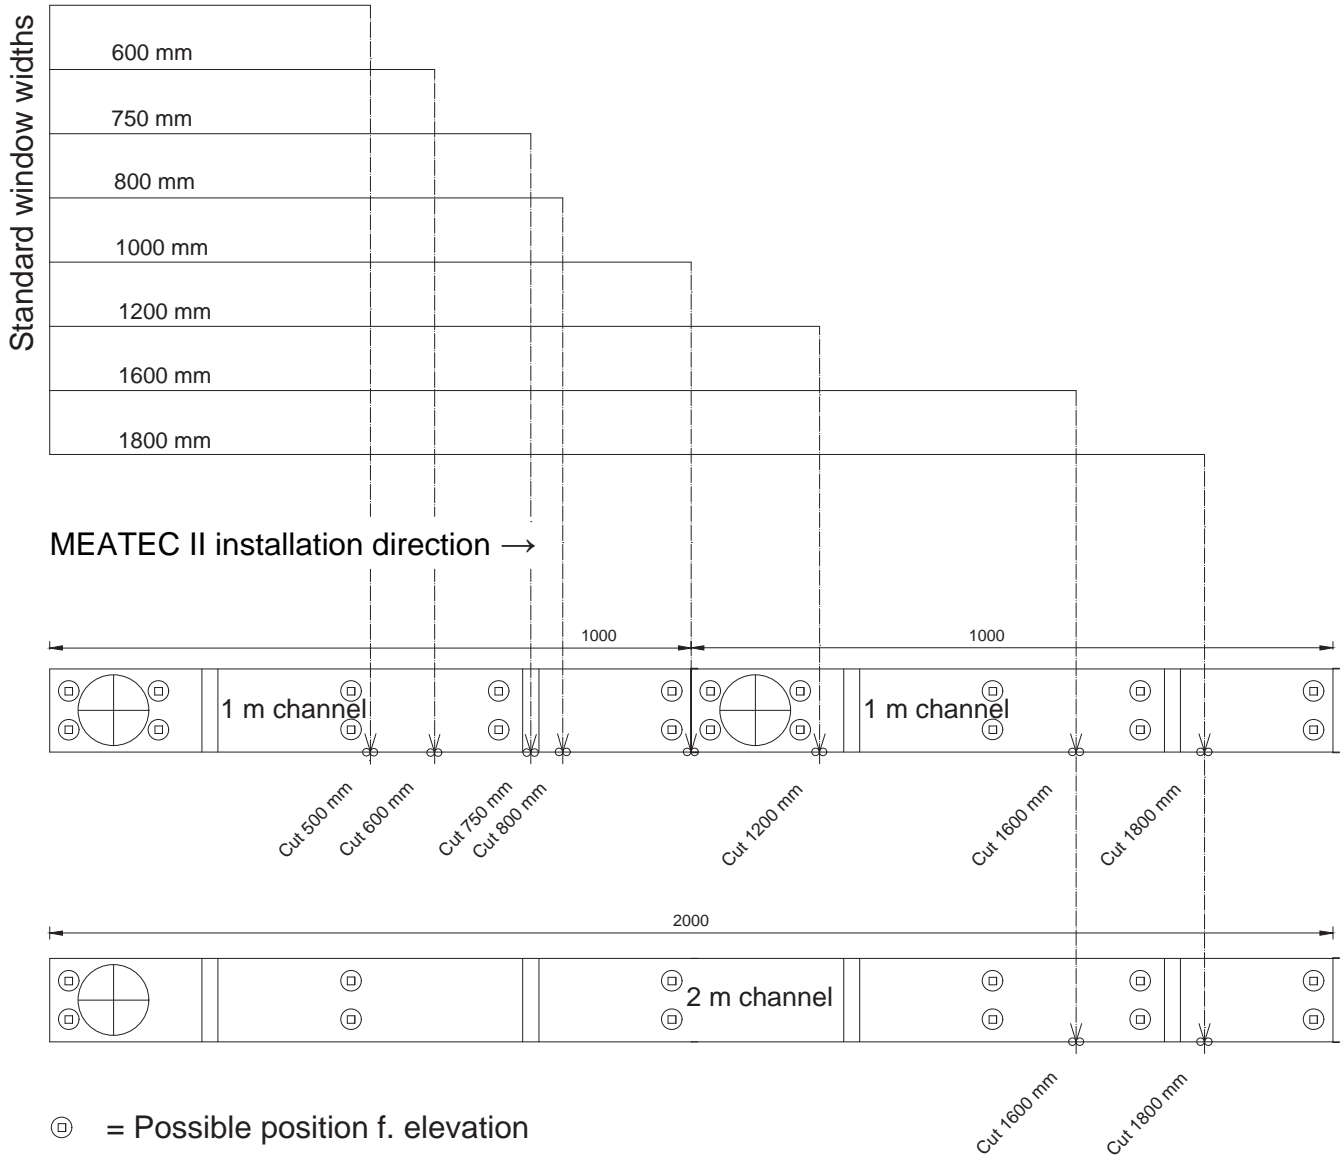 Standard window widths
600 mm
750 mm
800 mm
1000 mm
1200 mm
1600 mm
1800 mm
MEATEC II installation direction →
1000
1000
1 m channel
1 m channel
Cut 500 mm
Cut 600 mm
Cut 750 mm
Cut 800 mm
Cut 1200 mm
Cut 1600 mm
Cut 1800 mm
2000
2 m channel
Cut 1600 mm
Cut 1800 mm
= Possible position f. elevation